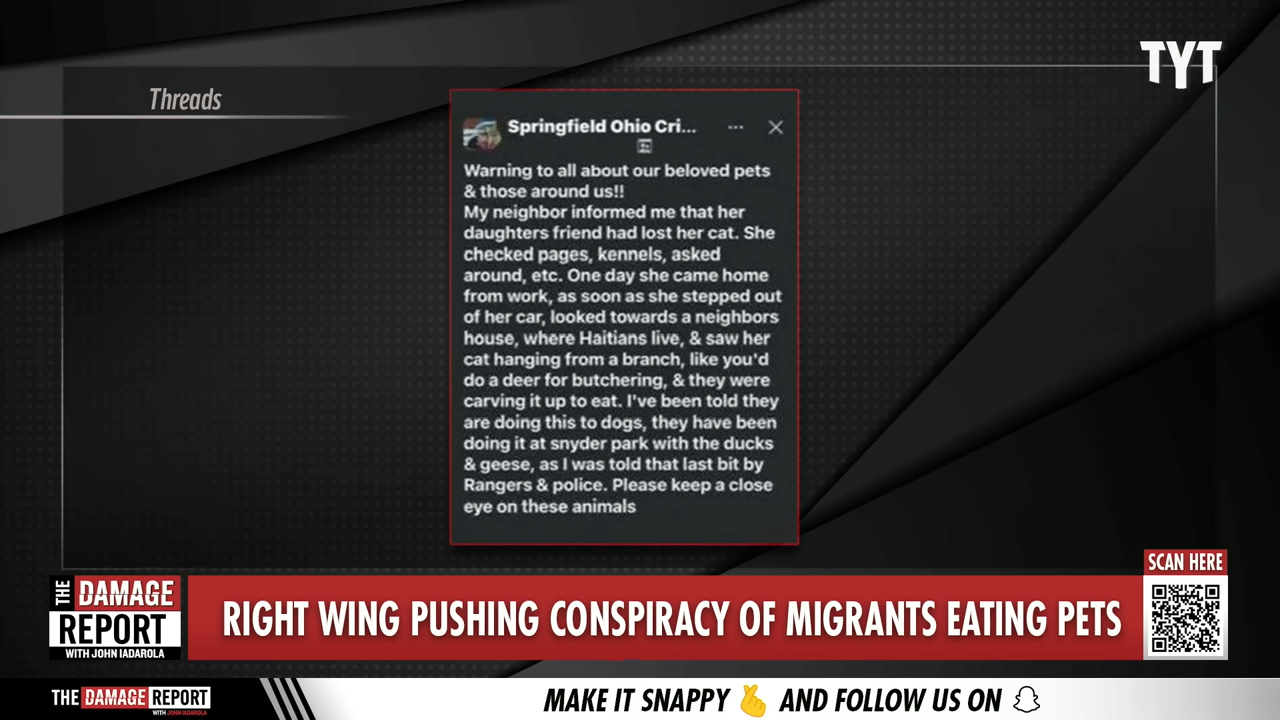 TYT
Threads
Springfield Ohio Cri...
Warning to all about our beloved pets
& those around us!!
My neighbor informed me that her
daughters friend had lost her cat. She
checked pages, kennels, asked
around, etc. One day she came home
from work, as soon as she stepped out
of her car, looked towards a neighbors
house, where Haitians live, & saw her
cat hanging from a branch, like you'd
do a deer for butchering, & they were
carving it up to eat. I've been told they
are doing this to dogs, they have been
doing it at snyder park with the ducks
& geese, as I was told that last bit by
Rangers & police. Please keep a close
eye on these animals
SCAN HERE
THE DAMAGE
REPORT
WITH JOHN IADAROLA
RIGHT WING PUSHING CONSPIRACY OF MIGRANTS EATING PETS
THE DAMAGE REPORT
WITH JOHN IADAROLA
MAKE IT SNAPPY 🫰 AND FOLLOW US ON